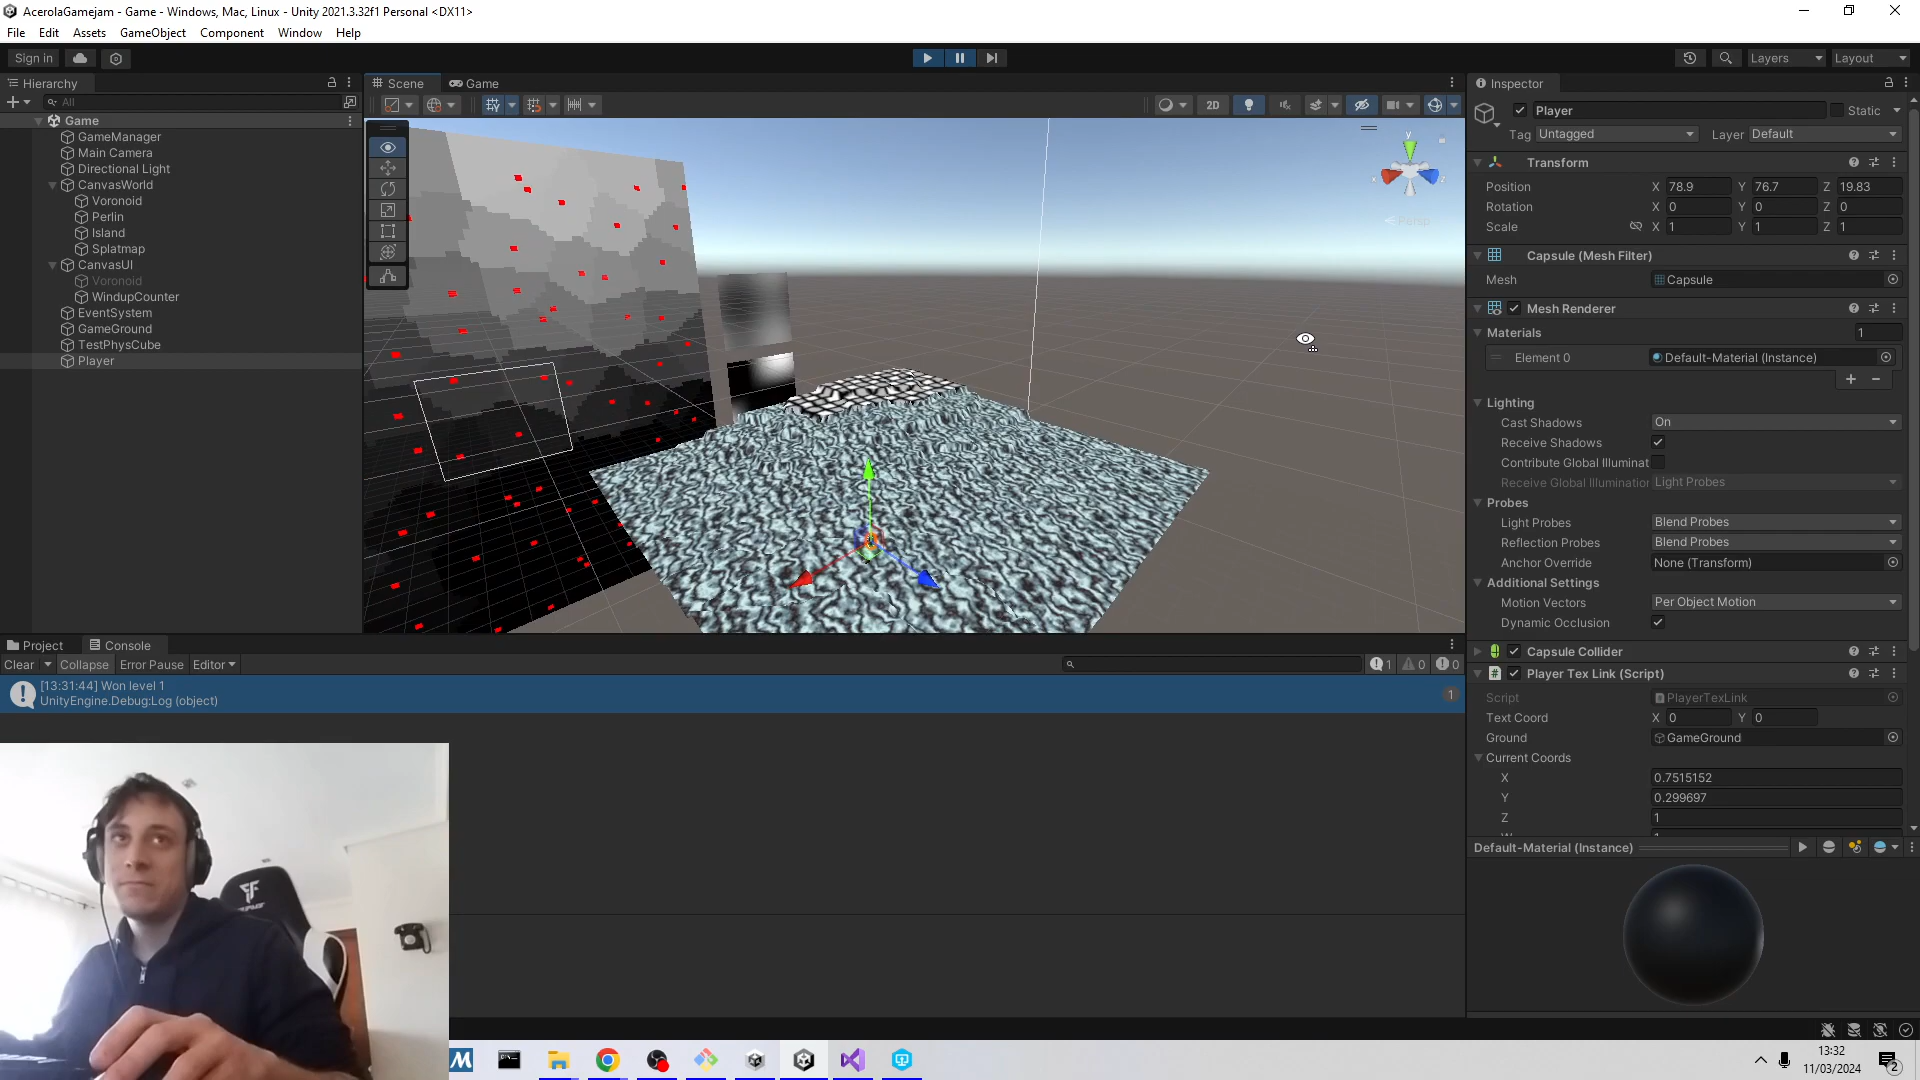 AcerolaGamejam - Game - Windows, Mac, Linux - Unity 2021.3.32f1 Personal <DX11>
File Edit Assets GameObject Component Window Help
Sign in
Layers
Layout
Hierarchy
All
Game
GameManager
Main Camera
Directional Light
CanvasWorld
Voronoid
Perlin
Island
Splatmap
CanvasUI
Voronoid
WindupCounter
EventSystem
GameGround
TestPhysCube
Player
Scene Game
2D
y
z
Persp
Project Console
Clear Collapse Error Pause Editor
1 0 0
[13:31:44] Won level 1
UnityEngine.Debug:Log (object)
1
Inspector
Player Static
Tag Untagged Layer Default
Transform
Position X 78.9 Y 76.7 Z 19.83
Rotation X 0 Y 0 Z 0
Scale X 1 Y 1 Z 1
Capsule (Mesh Filter)
Mesh Capsule
Mesh Renderer
Materials 1
Element 0 Default-Material (Instance)
Lighting
Cast Shadows On
Receive Shadows
Contribute Global Illuminat
Receive Global Illumination Light Probes
Probes
Light Probes Blend Probes
Reflection Probes Blend Probes
Anchor Override None (Transform)
Additional Settings
Motion Vectors Per Object Motion
Dynamic Occlusion
Capsule Collider
Player Tex Link (Script)
Script PlayerTexLink
Text Coord X 0 Y 0
Ground GameGround
Current Coords
X 0.7515152
Y 0.299697
Z 1
Default-Material (Instance)
13:32
11/03/2024
2